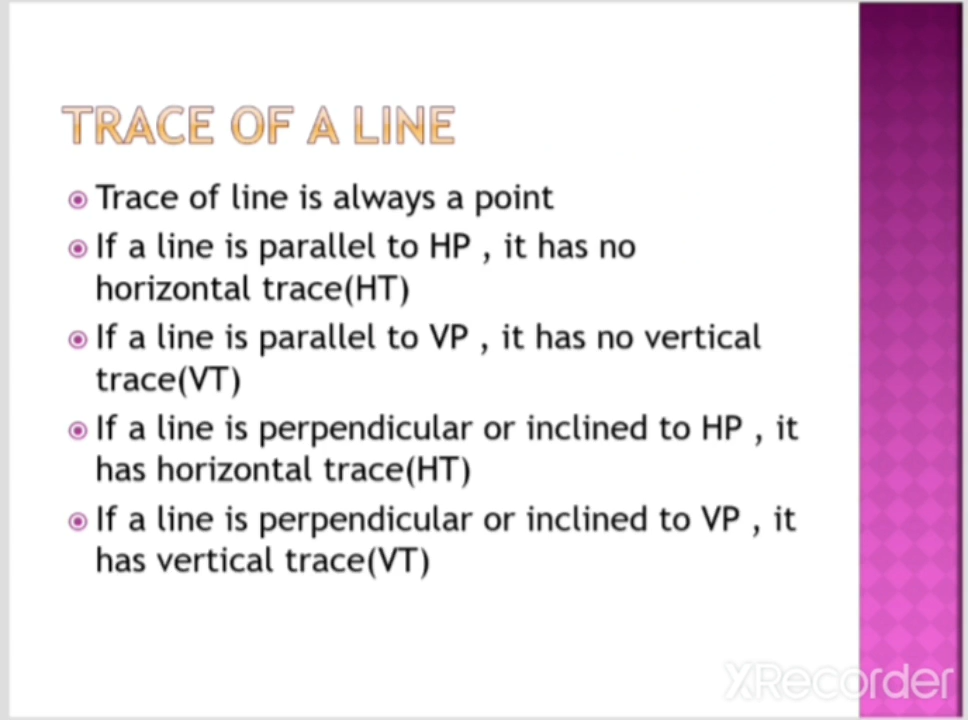 TRACE OF A LINE
Trace of line is always a point
If a line is parallel to HP , it has no
horizontal trace(HT)
If a line is parallel to VP , it has no vertical
trace(VT)
If a line is perpendicular or inclined to HP , it
has horizontal trace(HT)
If a line is perpendicular or inclined to VP , it
has vertical trace(VT)
XRecorder